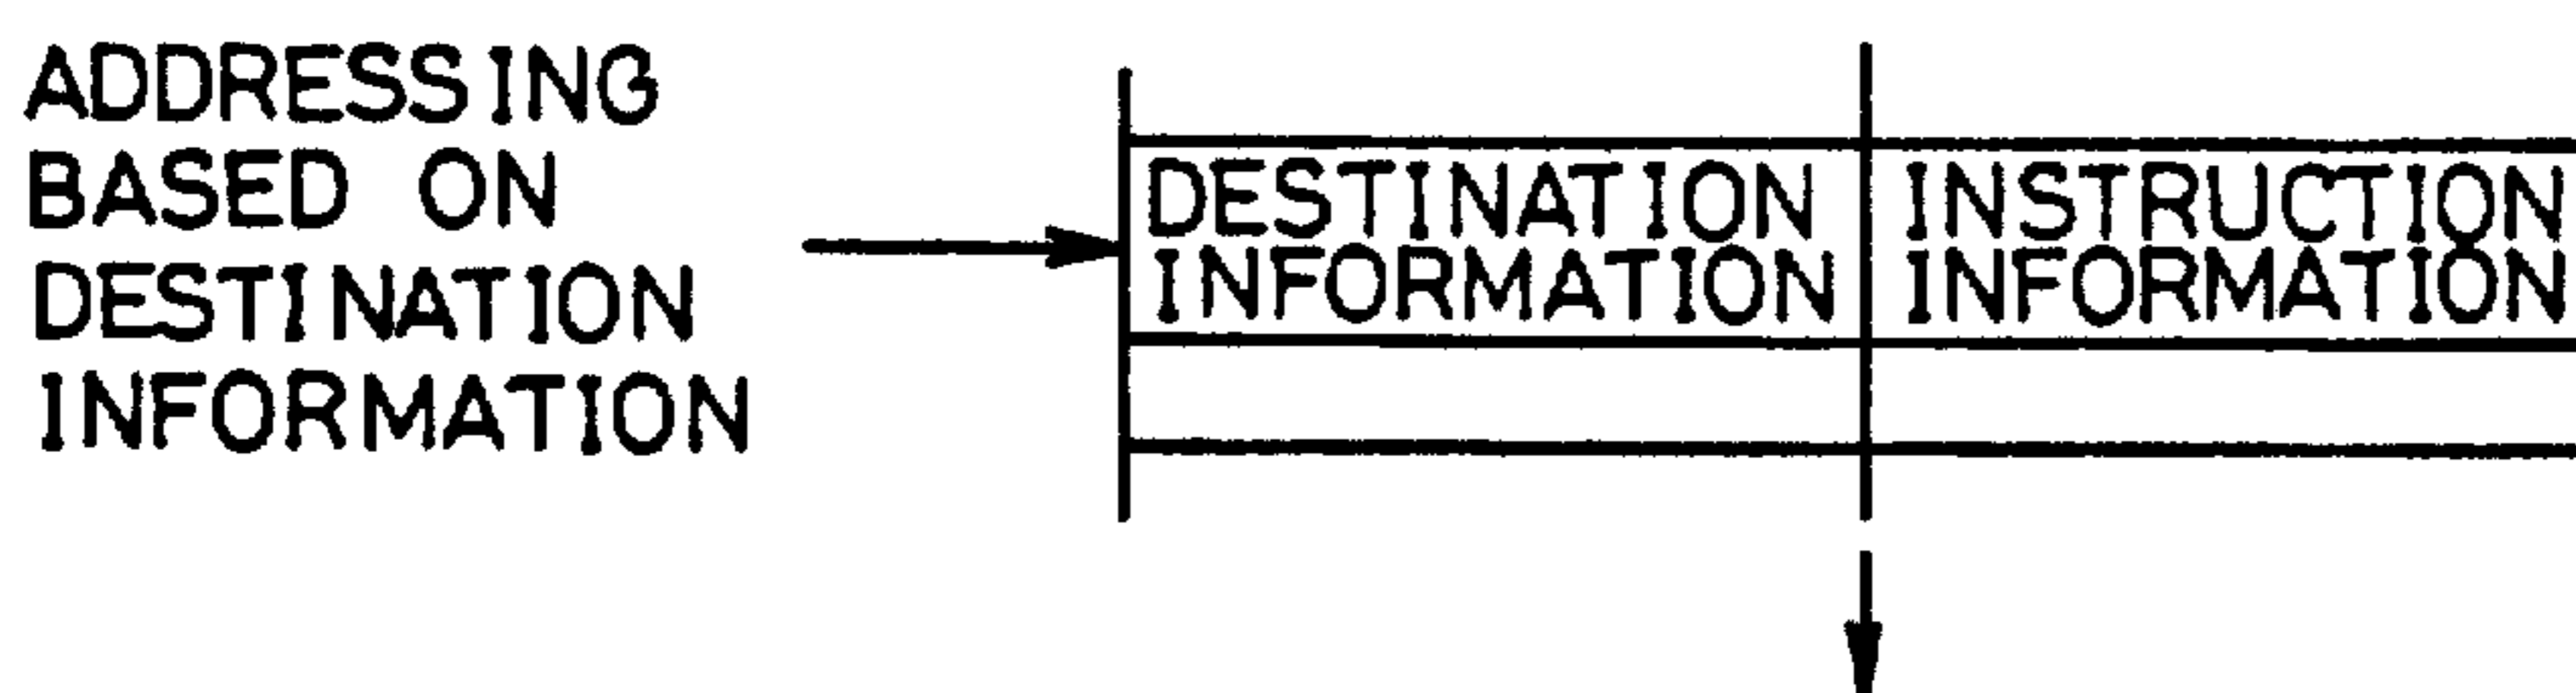 ADDRESSING
BASED ON
DESTINATION
INFORMATION
DESTINATION
INFORMATION
INSTRUCTION
INFORMATION